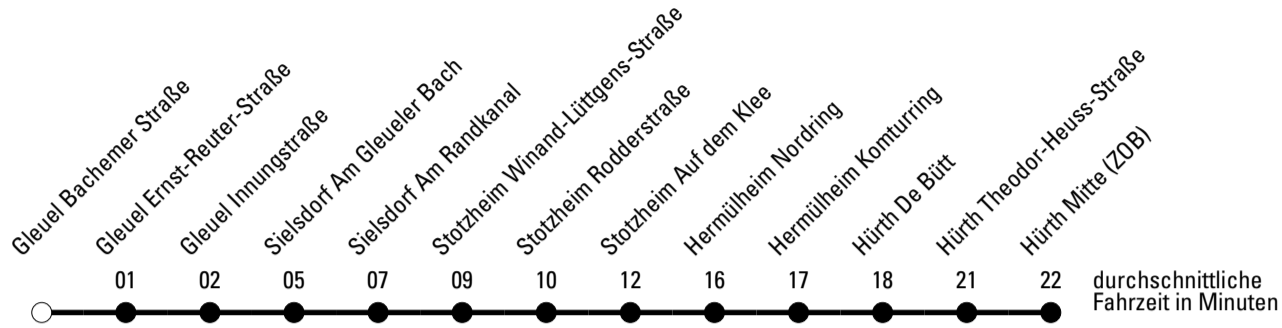 Gleuel Bachemer Straße
Gleuel Ernst-Reuter-Straße
Gleuel Innungstraße
Sielsdorf Am Gleueler Bach
Sielsdorf Am Randkanal
Stotzheim Winand-Lüttgens-Straße
Stotzheim Rodderstraße
Stotzheim Auf dem Klee
Hermülheim Nordring
Hermülheim Komturring
Hürth De Bütt
Hürth Theodor-Heuss-Straße
Hürth Mitte (ZOB)
01 02 05 07 09 10 12 16 17 18 21 22
durchschnittliche
Fahrzeit in Minuten